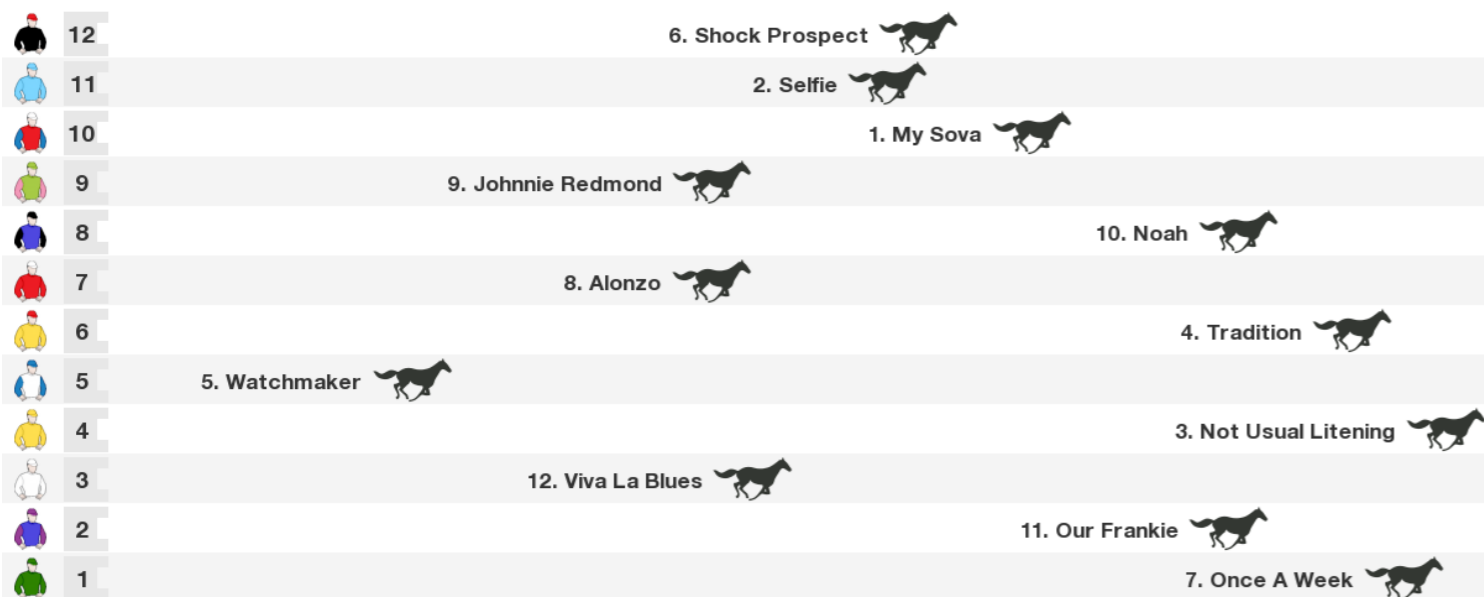 12 6. Shock Prospect
11 2. Selfie
10 1. My Sova
9 9. Johnnie Redmond
8 10. Noah
7 8. Alonzo
6 4. Tradition
5 5. Watchmaker
4 3. Not Usual Litening
3 12. Viva La Blues
2 11. Our Frankie
1 7. Once A Week